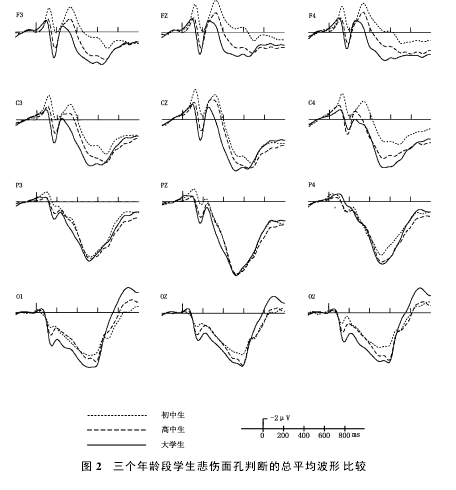 F3 FZ F4
C3 CZ C4
P3 PZ P4
O1 OZ O2
初中生
高中生
大学生
-2μV
0 200 400 600 800 ms
图 2 三个年龄段学生悲伤面孔判断的总平均波形比较